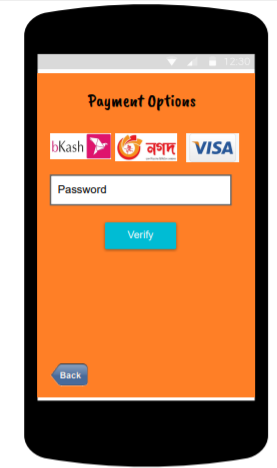 12:30
Payment Options
bKash নগদ VISA
Password
Verify
Back